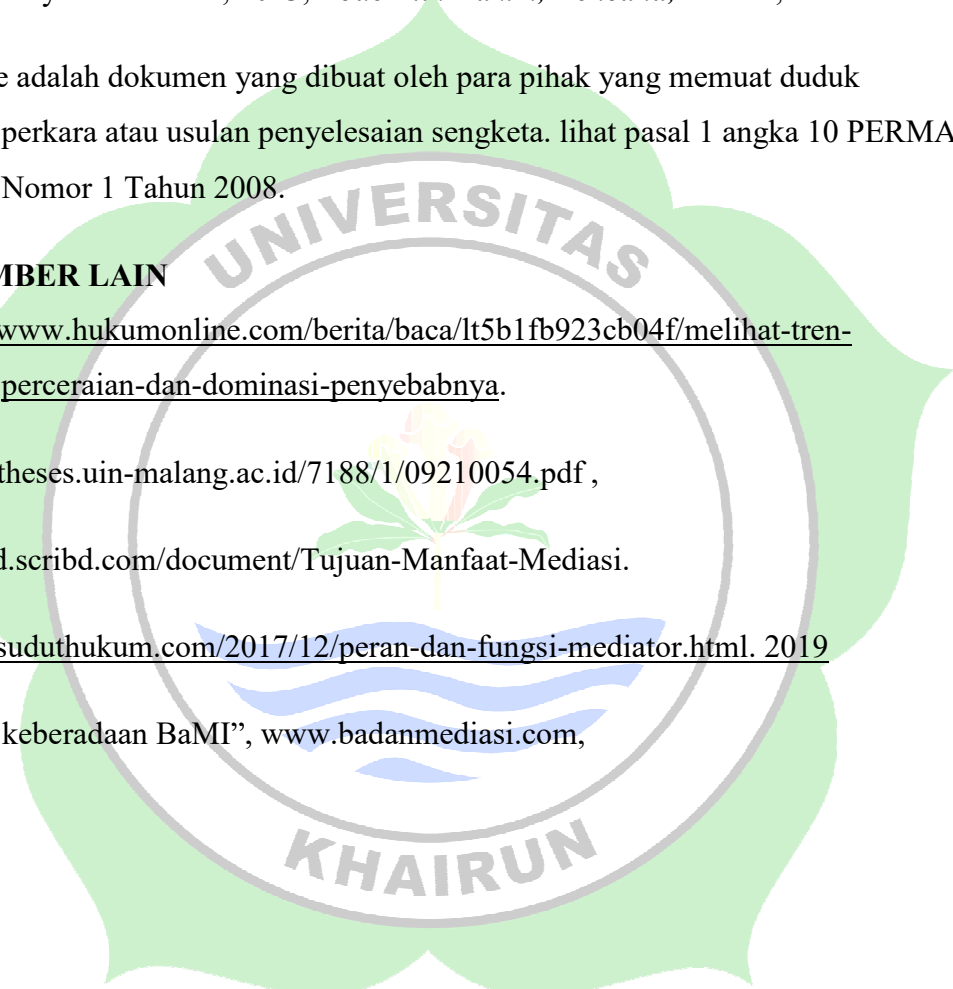 e adalah dokumen yang dibuat oleh para pihak yang memuat duduk
perkara atau usulan penyelesaian sengketa. lihat pasal 1 angka 10 PERMA
Nomor 1 Tahun 2008.
UNIVERSITAS
MBER LAIN
www.hukumonline.com/berita/baca/lt5b1fb923cb04f/melihat-tren-
perceraian-dan-dominasi-penyebabnya.
theses.uin-malang.ac.id/7188/1/09210054.pdf ,
d.scribd.com/document/Tujuan-Manfaat-Mediasi.
suduthukum.com/2017/12/peran-dan-fungsi-mediator.html. 2019
keberadaan BaMI”, www.badanmediasi.com,
KHAIRUN